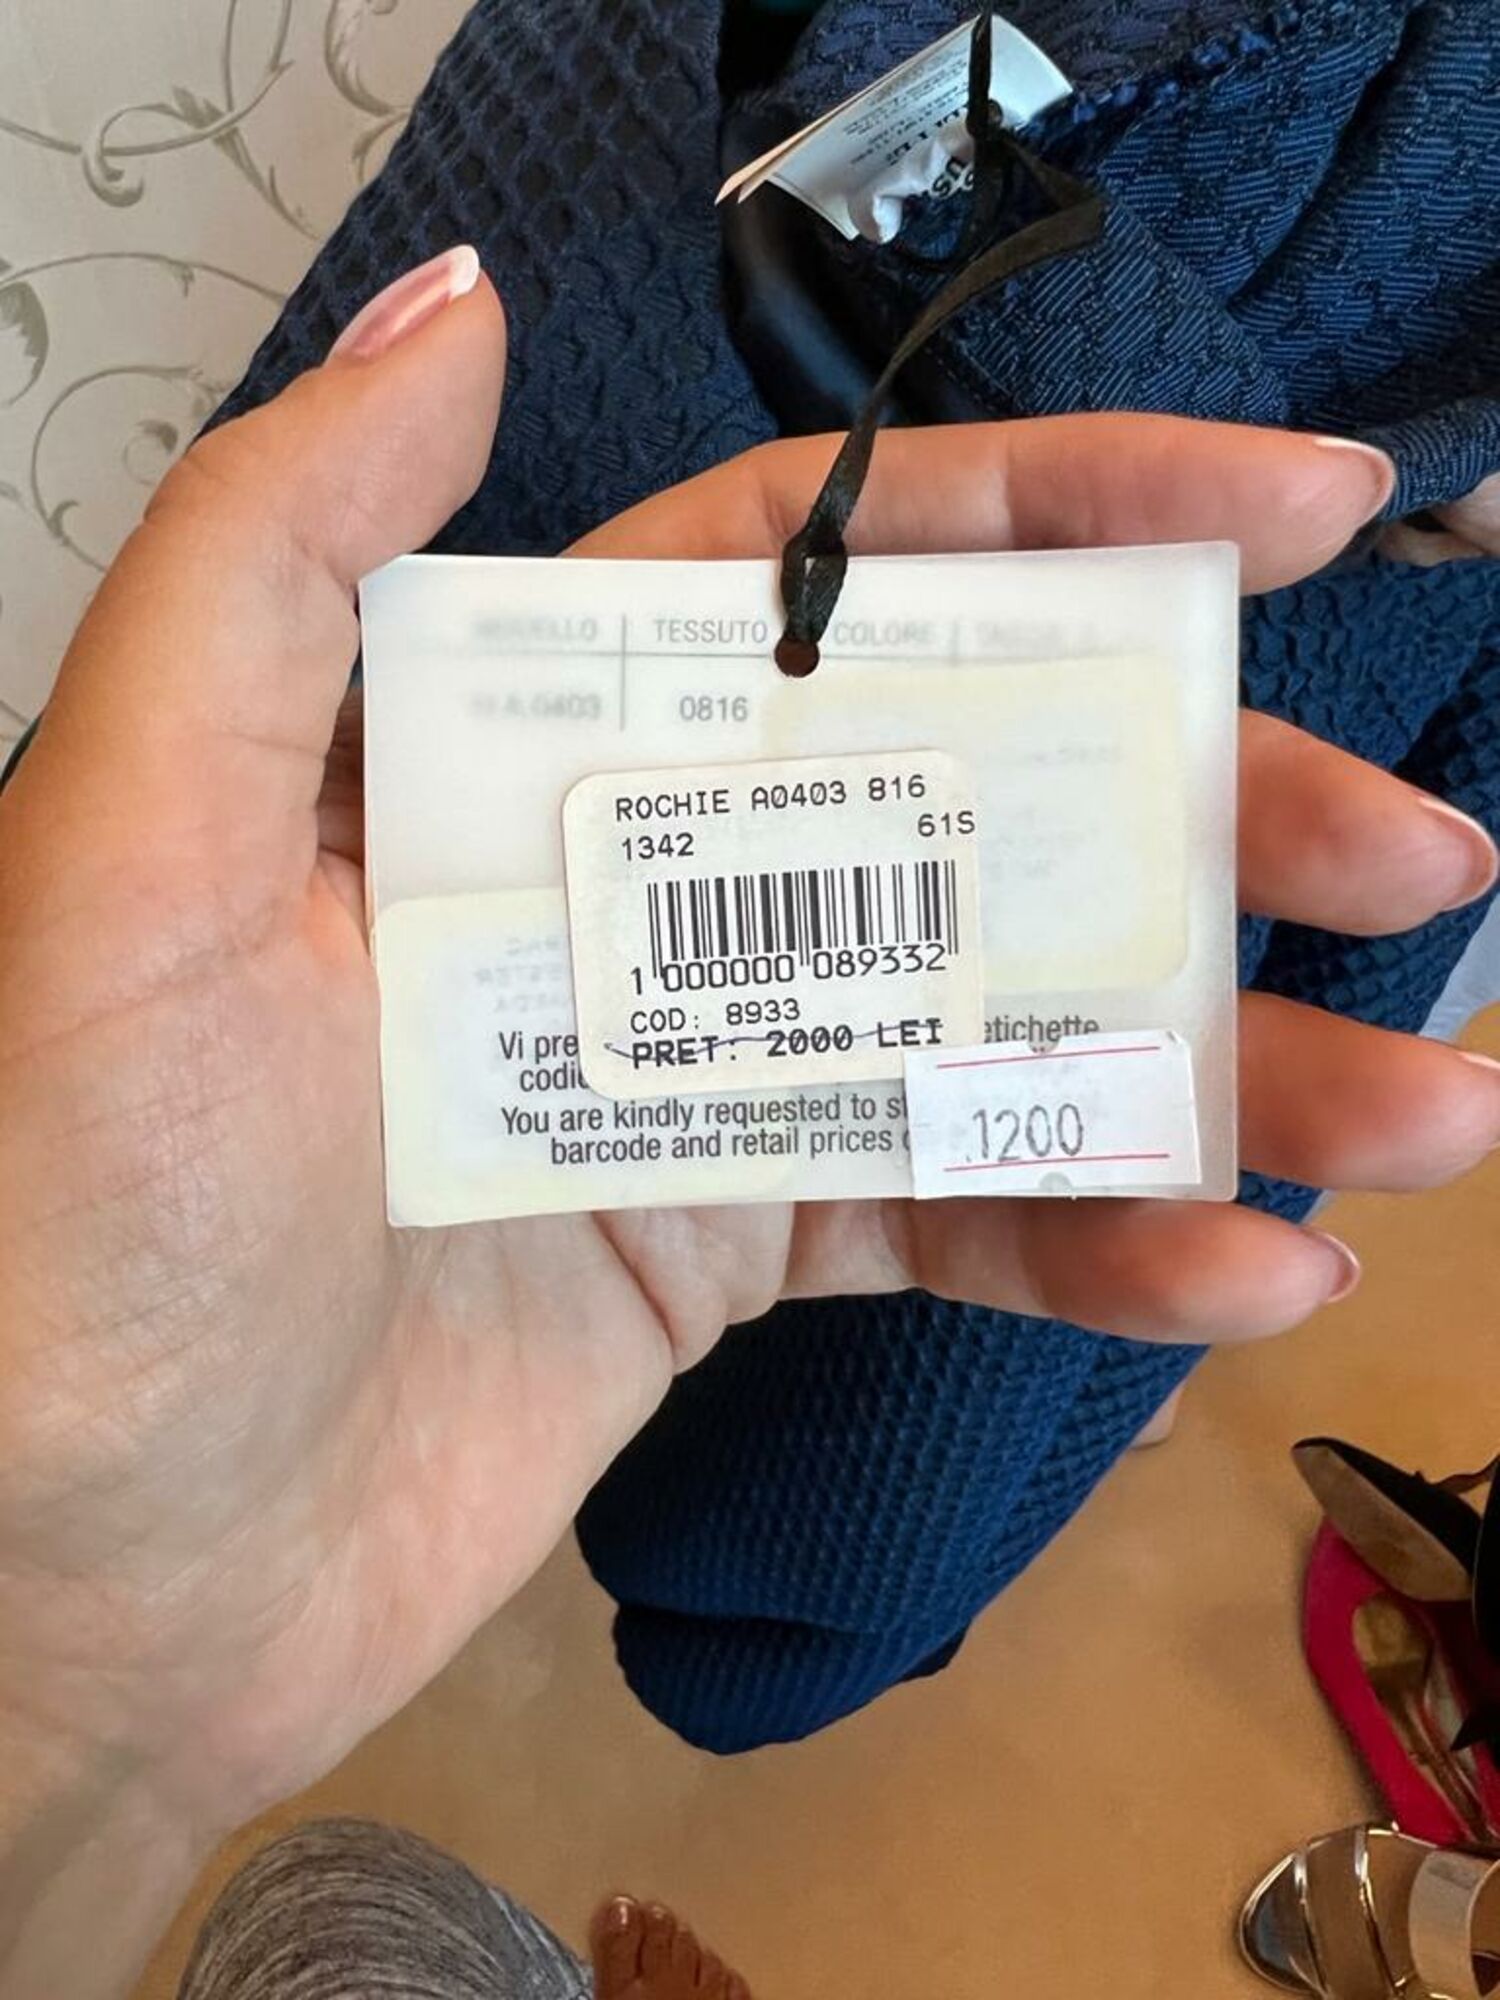 TESSUTO COLORE
A.0403 0816
ROCHIE A0403 816
1342 61S
1 000000 089332
COD: 8933
PRET: 2000 LEI
Vi pre etichette
codic
You are kindly requested to st
barcode and retail prices
1200